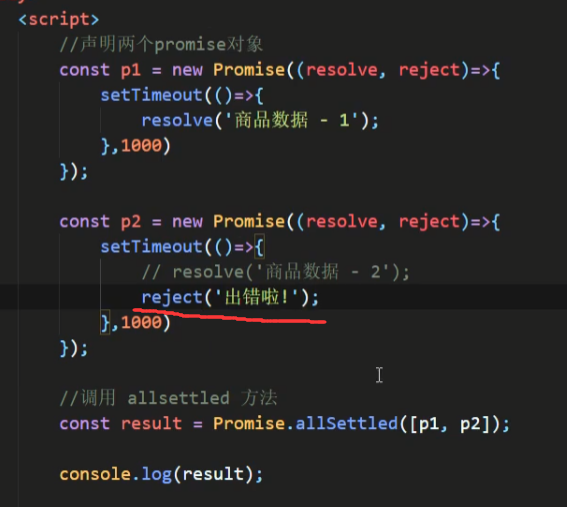 <script>
//声明两个promise对象
const p1 = new Promise((resolve, reject)=>{
setTimeout(()=>{
resolve('商品数据 - 1');
},1000)
});
const p2 = new Promise((resolve, reject)=>{
setTimeout(()=>{
// resolve('商品数据 - 2');
reject('出错啦!');
},1000)
});
//调用 allsettled 方法
const result = Promise.allSettled([p1, p2]);
console.log(result);